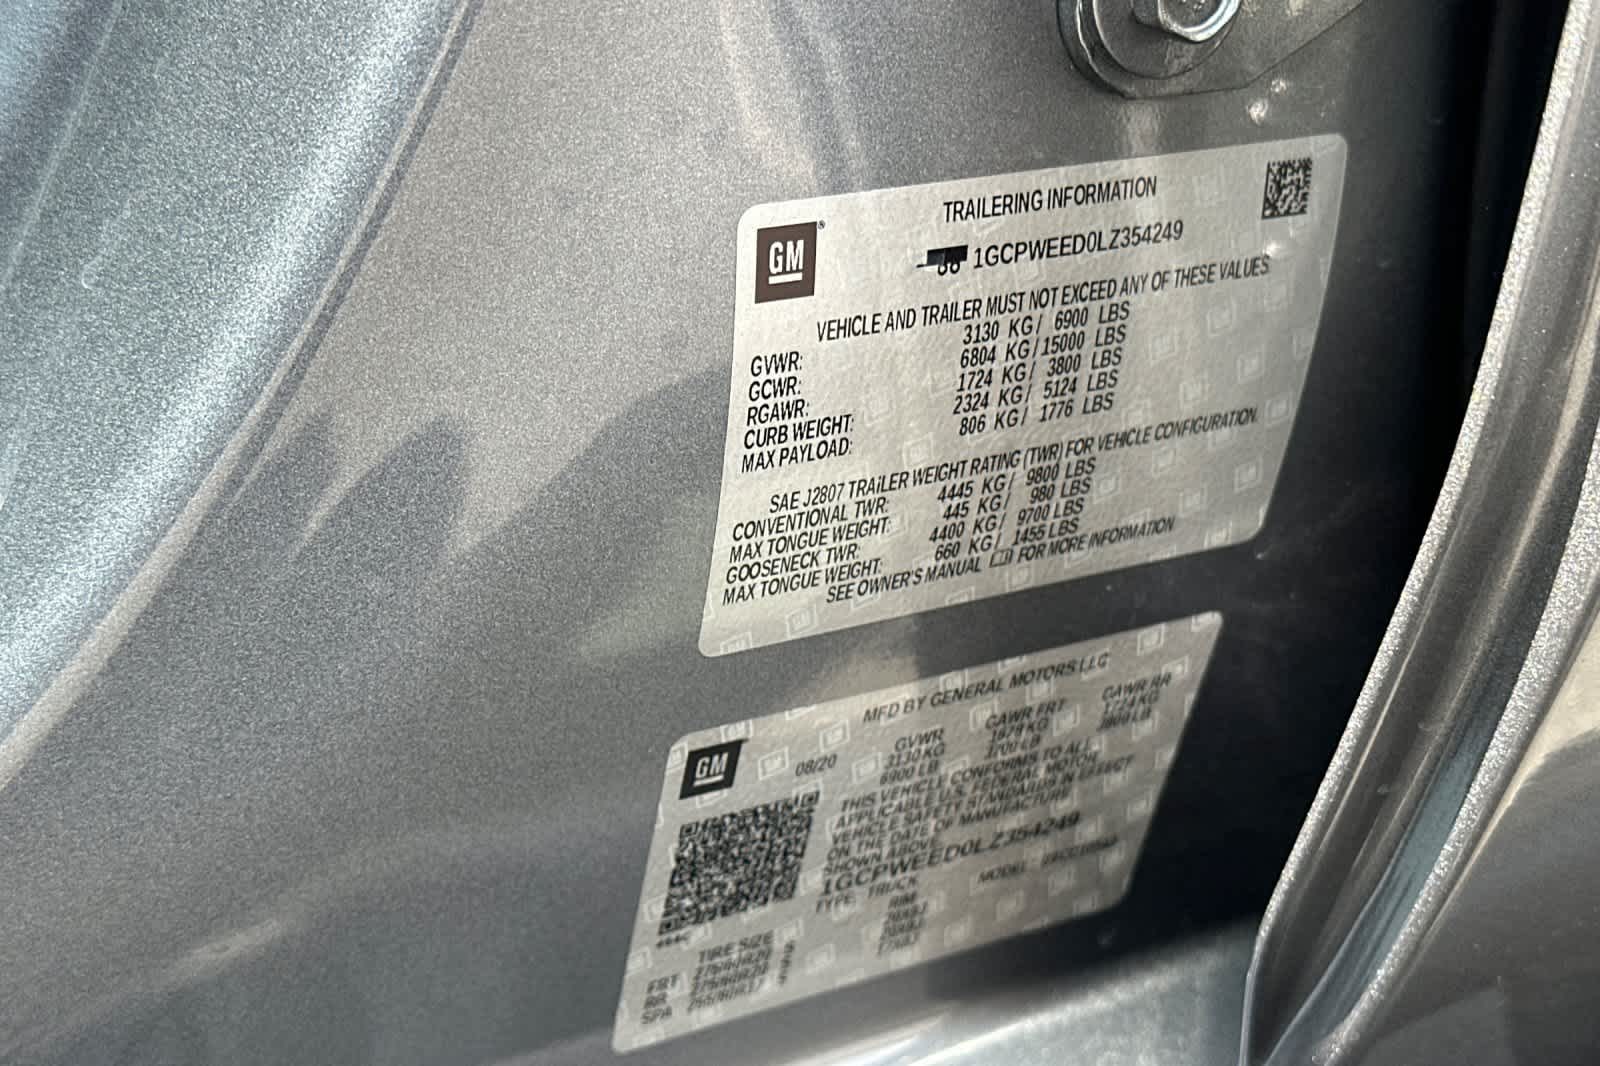 TRAILERING INFORMATION
GM®
1GCPWEED0LZ354249
VEHICLE AND TRAILER MUST NOT EXCEED ANY OF THESE VALUES
GVWR: 3130 KG/ 6900 LBS
GCWR: 6804 KG/15000 LBS
RGAWR: 1724 KG/ 3800 LBS
CURB WEIGHT: 2324 KG/ 5124 LBS
MAX PAYLOAD: 806 KG/ 1776 LBS
SAE J2807 TRAILER WEIGHT RATING (TWR) FOR VEHICLE CONFIGURATION.
CONVENTIONAL TWR: 4445 KG/ 9800 LBS
MAX TONGUE WEIGHT: 445 KG/ 980 LBS
GOOSENECK TWR: 4400 KG/ 9700 LBS
MAX TONGUE WEIGHT: 660 KG/ 1455 LBS
SEE OWNER'S MANUAL FOR MORE INFORMATION
MFD BY GENERAL MOTORS LLC
GM 08/20
GVWR GAWR FRT GAWR RR
3130 KG 1724 KG
6900 LB
THIS VEHICLE CONFORMS TO ALL
APPLICABLE U.S. FEDERAL MOTOR
VEHICLE SAFETY STANDARDS IN EFFECT
ON THE DATE OF MANUFACTURE
SHOWN ABOVE.
1GCPWEED0LZ354249
TYPE: TRUCK MODEL:
TIRE SIZE RIM
FRT 275/60R20
RR 275/60R20
SPA